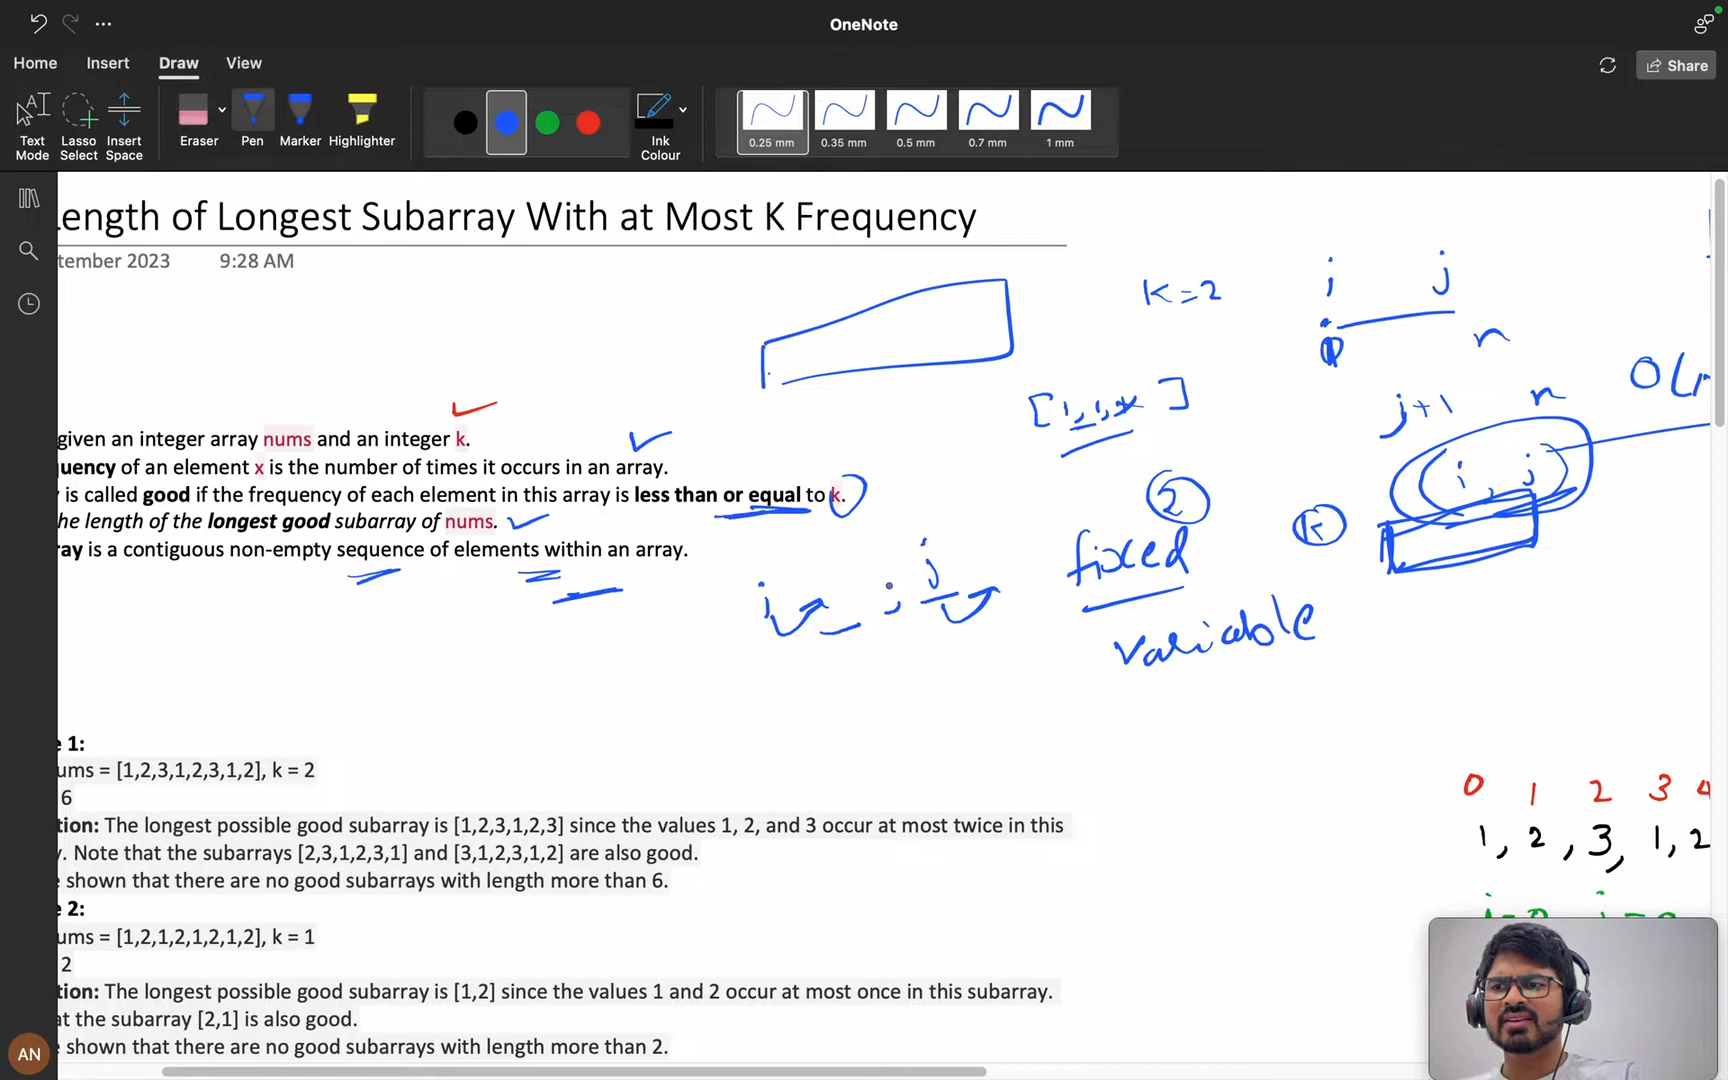 OneNote
Home Insert Draw View
Share
Text Mode
Lasso Select
Insert Space
Eraser
Pen
Marker
Highlighter
Ink Colour
0.25 mm
0.35 mm
0.5 mm
0.7 mm
1 mm
ength of Longest Subarray With at Most K Frequency
tember 2023 9:28 AM
K=2
i j
n
[1,1,x]
j+1 n
O(n
given an integer array nums and an integer k.
quency of an element x is the number of times it occurs in an array.
y is called good if the frequency of each element in this array is less than or equal to k.
he length of the longest good subarray of nums.
ray is a contiguous non-empty sequence of elements within an array.
2
i, j
K
fixed
i ; j
variable
e 1:
ums = [1,2,3,1,2,3,1,2], k = 2
6
tion: The longest possible good subarray is [1,2,3,1,2,3] since the values 1, 2, and 3 occur at most twice in this
y. Note that the subarrays [2,3,1,2,3,1] and [3,1,2,3,1,2] are also good.
e shown that there are no good subarrays with length more than 6.
e 2:
ums = [1,2,1,2,1,2,1,2], k = 1
2
tion: The longest possible good subarray is [1,2] since the values 1 and 2 occur at most once in this subarray.
at the subarray [2,1] is also good.
e shown that there are no good subarrays with length more than 2.
0 1 2 3 4
1, 2, 3, 1, 2
AN